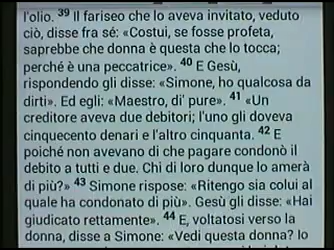 l'olio. 39 Il fariseo che lo aveva invitato, veduto
ciò, disse fra sé: «Costui, se fosse profeta,
saprebbe che donna è questa che lo tocca;
perché è una peccatrice». 40 E Gesù,
rispondendo gli disse: «Simone, ho qualcosa da
dirti». Ed egli: «Maestro, di' pure». 41 «Un
creditore aveva due debitori; l'uno gli doveva
cinquecento denari e l'altro cinquanta. 42 E
poiché non avevano di che pagare condonò il
debito a tutti e due. Chi di loro dunque lo amerà
di più?» 43 Simone rispose: «Ritengo sia colui al
quale ha condonato di più». Gesù gli disse: «Hai
giudicato rettamente». 44 E, voltatosi verso la
donna, disse a Simone: «Vedi questa donna? Io